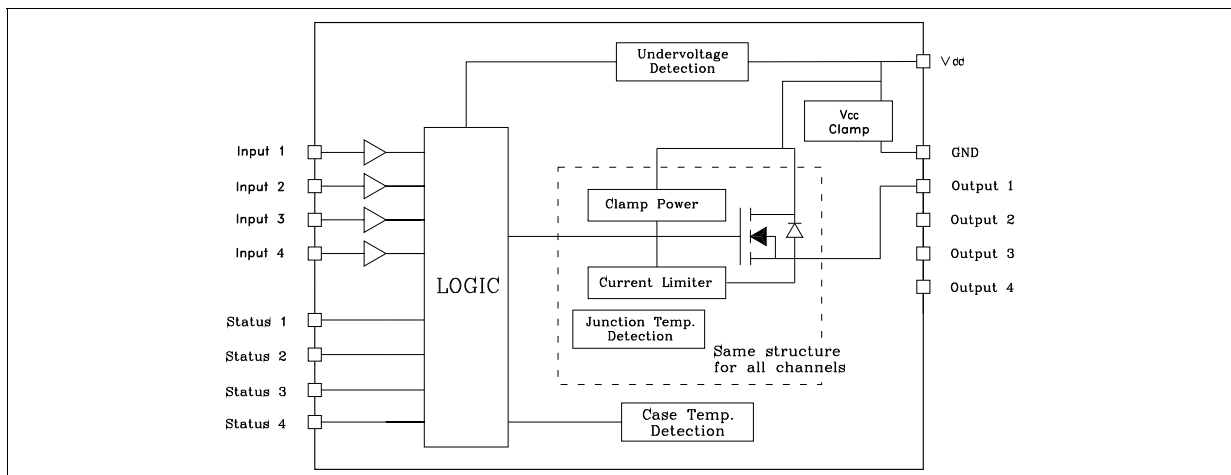 Undervoltage
Detection
Vdd
Vcc
Clamp
Input 1
GND
Input 2
Output 1
Clamp Power
Input 3
Output 2
Input 4
Output 3
LOGIC
Current Limiter
Output 4
Status 1
Junction Temp.
Detection
Same structure
for all channels
Status 2
Status 3
Case Temp.
Detection
Status 4